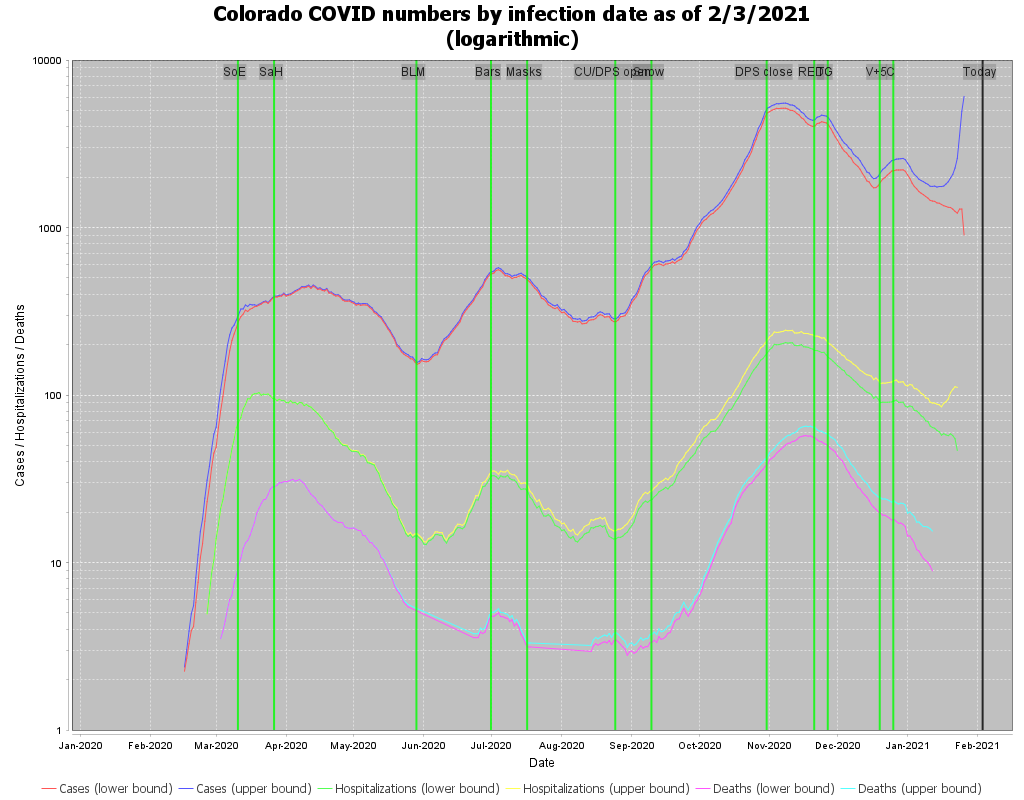 Colorado COVID numbers by infection date as of 2/3/2021
(logarithmic)
SoE SaH BLM Bars Masks CU/DPS open Snow DPS close RED TG V+5C Today
10000
1000
100
10
1
Cases / Hospitalizations / Deaths
Jan-2020 Feb-2020 Mar-2020 Apr-2020 May-2020 Jun-2020 Jul-2020 Aug-2020 Sep-2020 Oct-2020 Nov-2020 Dec-2020 Jan-2021 Feb-2021
Date
Cases (lower bound) Cases (upper bound) Hospitalizations (lower bound) Hospitalizations (upper bound) Deaths (lower bound) Deaths (upper bound)